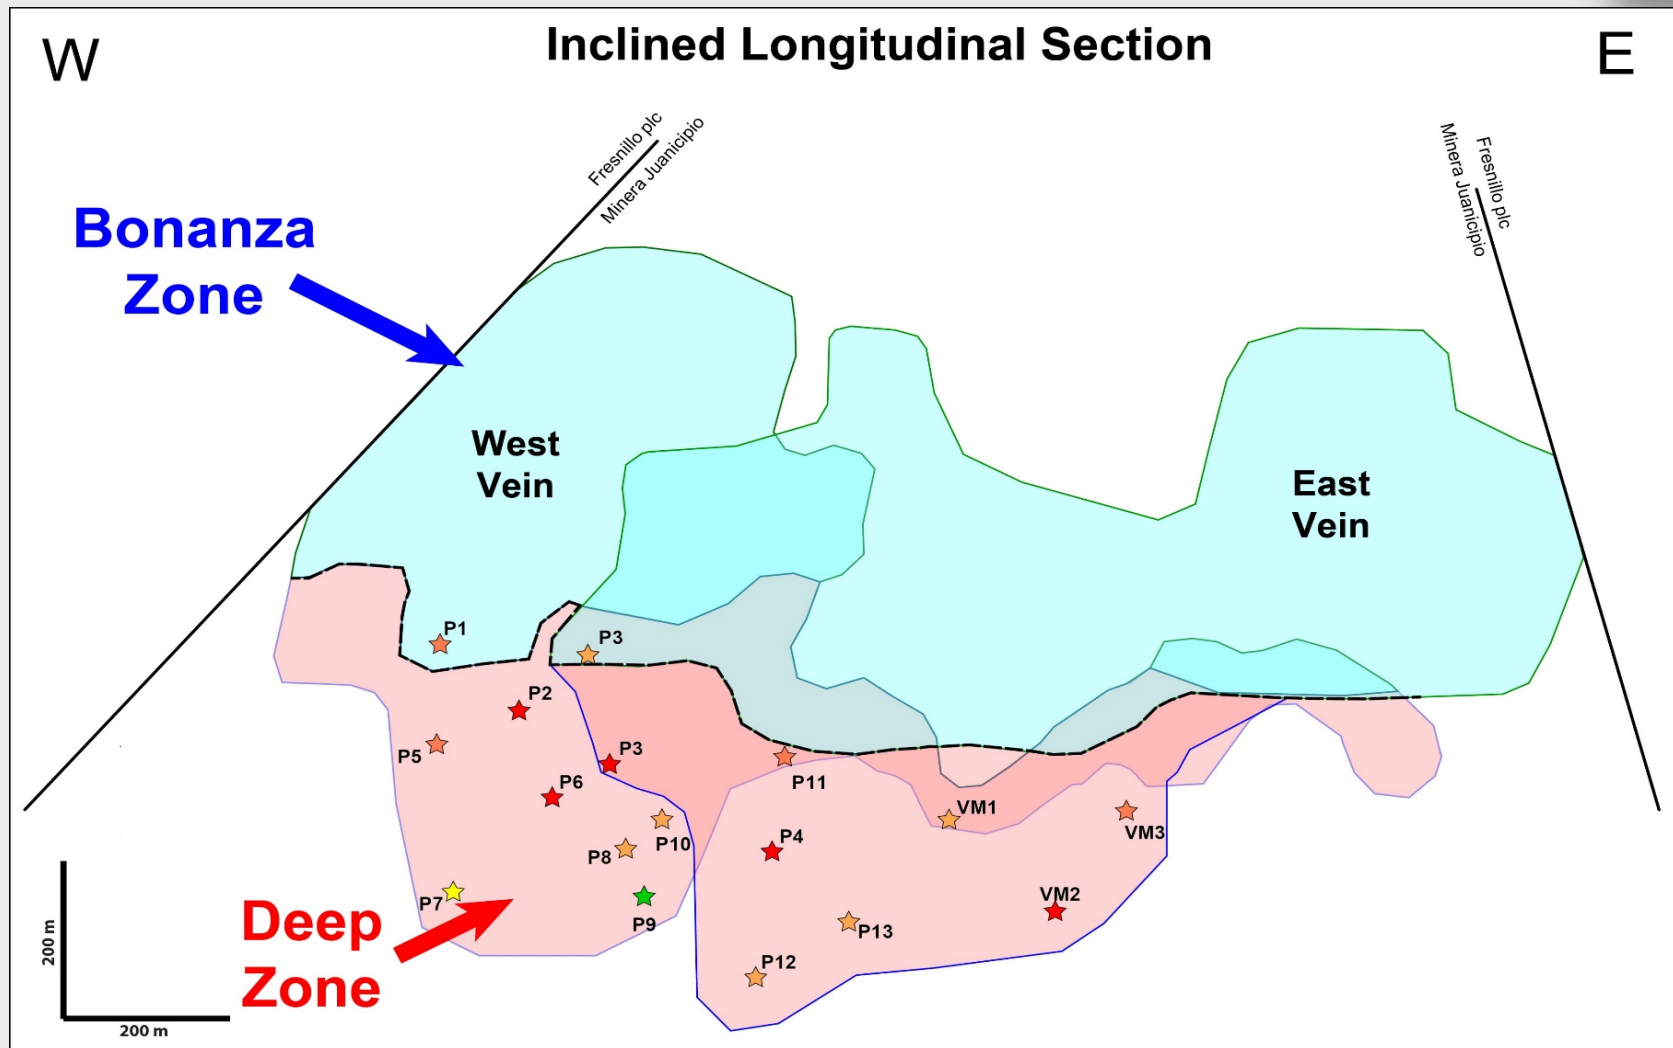 Inclined Longitudinal Section
W
E
Fresnillo plc
Minera Juanicipio
Fresnillo plc
Minera Juanicipio
Bonanza
Zone
West
Vein
East
Vein
P1
P3
P2
P5
P3
P6
P11
VM1
P10
P8
P4
VM3
P7
P9
VM2
P13
P12
Deep
Zone
200 m
200 m